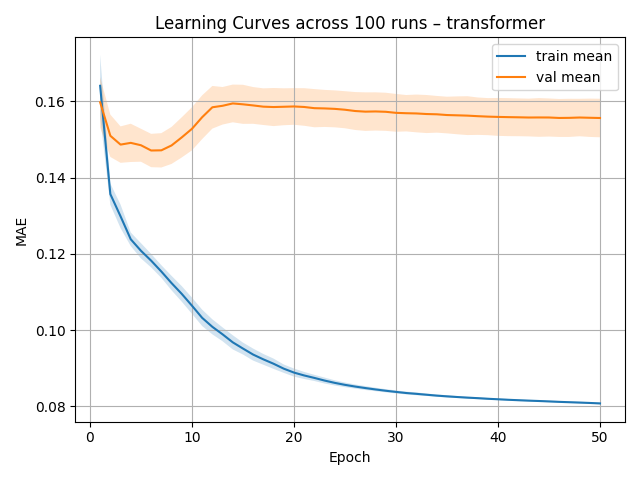 Learning Curves across 100 runs – transformer
train mean
val mean
MAE
0.16
0.14
0.12
0.10
0.08
0 10 20 30 40 50
Epoch